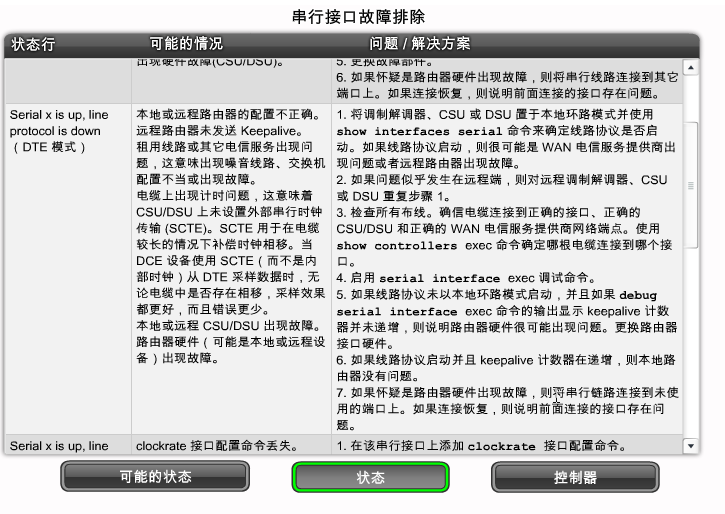 串行接口故障排除
状态行
可能的情况
问题 / 解决方案
出现硬件故障(CSU/DSU)。
5. 更换故障部件。
6. 如果怀疑是路由器硬件出现故障，则将串行线路连接到其它
端口上。如果连接恢复，则说明前面连接的接口存在问题。
Serial x is up, line
protocol is down
（ DTE 模式 ）
本地或远程路由器的配置不正确。
远程路由器未发送 Keepalive。
租用线路或其它电信服务出现问
题，这意味出现噪音线路、交换机
配置不当或出现故障。
电缆上出现计时问题，这意味着
CSU/DSU 上未设置外部串行时钟
传输 (SCTE)。SCTE 用于在电缆
较长的情况下补偿时钟相移。当
DCE 设备使用 SCTE（ 而不是内
部时钟 ）从 DTE 采样数据时，无
论电缆中是否存在相移，采样效果
都更好，而且错误更少。
本地或远程 CSU/DSU 出现故障。
路由器硬件（ 可能是本地或远程设
备 ）出现故障。
1. 将调制解调器、CSU 或 DSU 置于本地环路模式并使用
show interfaces serial 命令来确定线路协议是否启
动。如果线路协议启动，则很可能是 WAN 电信服务提供商出
现问题或者远程路由器出现故障。
2. 如果问题似乎发生在远程端，则对远程调制解调器、CSU
或 DSU 重复步骤 1。
3. 检查所有布线。确信电缆连接到正确的接口、正确的
CSU/DSU 和正确的 WAN 电信服务提供商网络端点。使用
show controllers exec 命令确定哪根电缆连接到哪个接
口。
4. 启用 serial interface exec 调试命令。
5. 如果线路协议未以本地环路模式启动，并且如果 debug
serial interface exec 命令的输出显示 keepalive 计数
器并未递增，则说明路由器硬件很可能出现问题。更换路由器
接口硬件。
6. 如果线路协议启动并且 keepalive 计数器在递增，则本地路
由器没有问题。
7. 如果怀疑是路由器硬件出现故障，则将串行链路连接到未使
用的端口上。如果连接恢复，则说明前面连接的接口存在问
题。
Serial x is up, line
clockrate 接口配置命令丢失。
1. 在该串行接口上添加 clockrate 接口配置命令。
可能的状态
状态
控制器